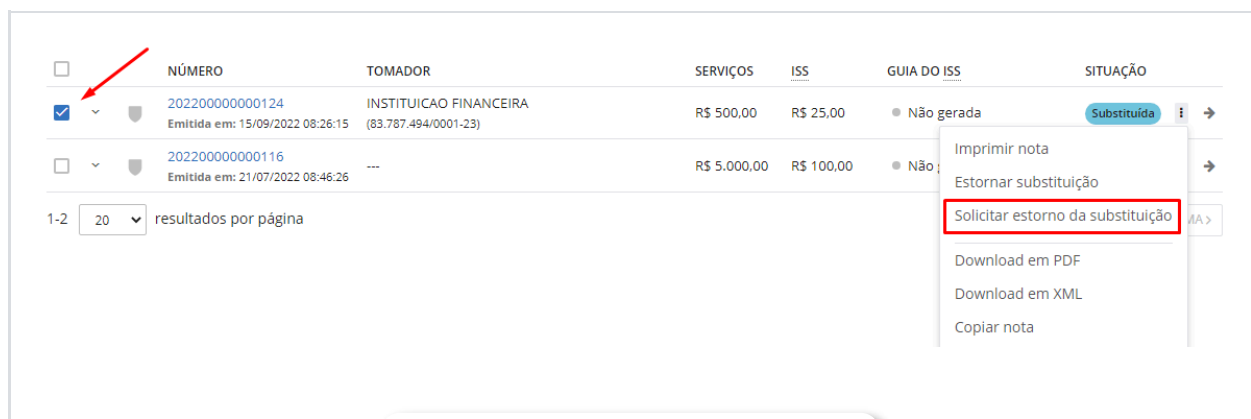 NÚMERO TOMADOR SERVIÇOS ISS GUIA DO ISS SITUAÇÃO
202200000000124 INSTITUICAO FINANCEIRA R$ 500,00 R$ 25,00 Não gerada Substituída
Emitida em: 15/09/2022 08:26:15 (83.787.494/0001-23)
202200000000116 --- R$ 5.000,00 R$ 100,00 Não
Emitida em: 21/07/2022 08:46:26
1-2 20 resultados por página
Imprimir nota
Estornar substituição
Solicitar estorno da substituição
Download em PDF
Download em XML
Copiar nota